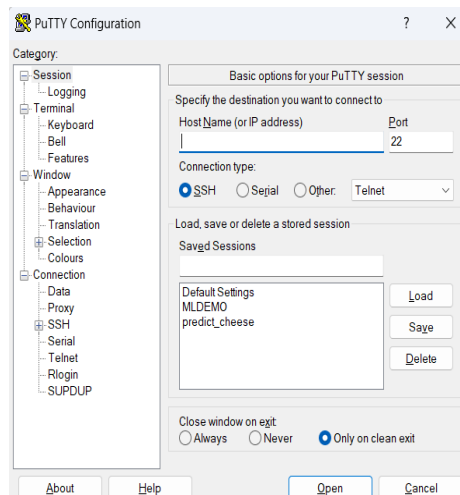 PuTTY Configuration ? X
Category:
Session
Logging
Terminal
Keyboard
Bell
Features
Window
Appearance
Behaviour
Translation
Selection
Colours
Connection
Data
Proxy
SSH
Serial
Telnet
Rlogin
SUPDUP
Basic options for your PuTTY session
Specify the destination you want to connect to
Host Name (or IP address) Port
22
Connection type:
SSH Serial Other: Telnet
Load, save or delete a stored session
Saved Sessions
Default Settings
MLDEMO
predict_cheese
Load
Save
Delete
Close window on exit:
Always Never Only on clean exit
About Help Open Cancel